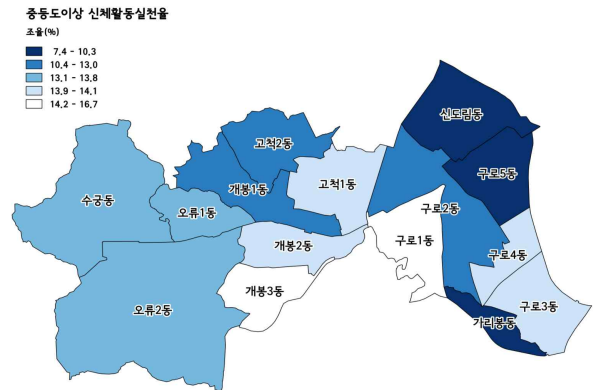 중등도이상 신체활동실천율
조율(%)
7.4 - 10.3
10.4 - 13.0
13.1 - 13.8
13.9 - 14.1
14.2 - 16.7
신도림동
고척2동
구로5동
고척1동
개봉1동
수궁동
오류1동
구로2동
구로1동
개봉2동
구로4동
개봉3동
구로3동
오류2동
가리봉동